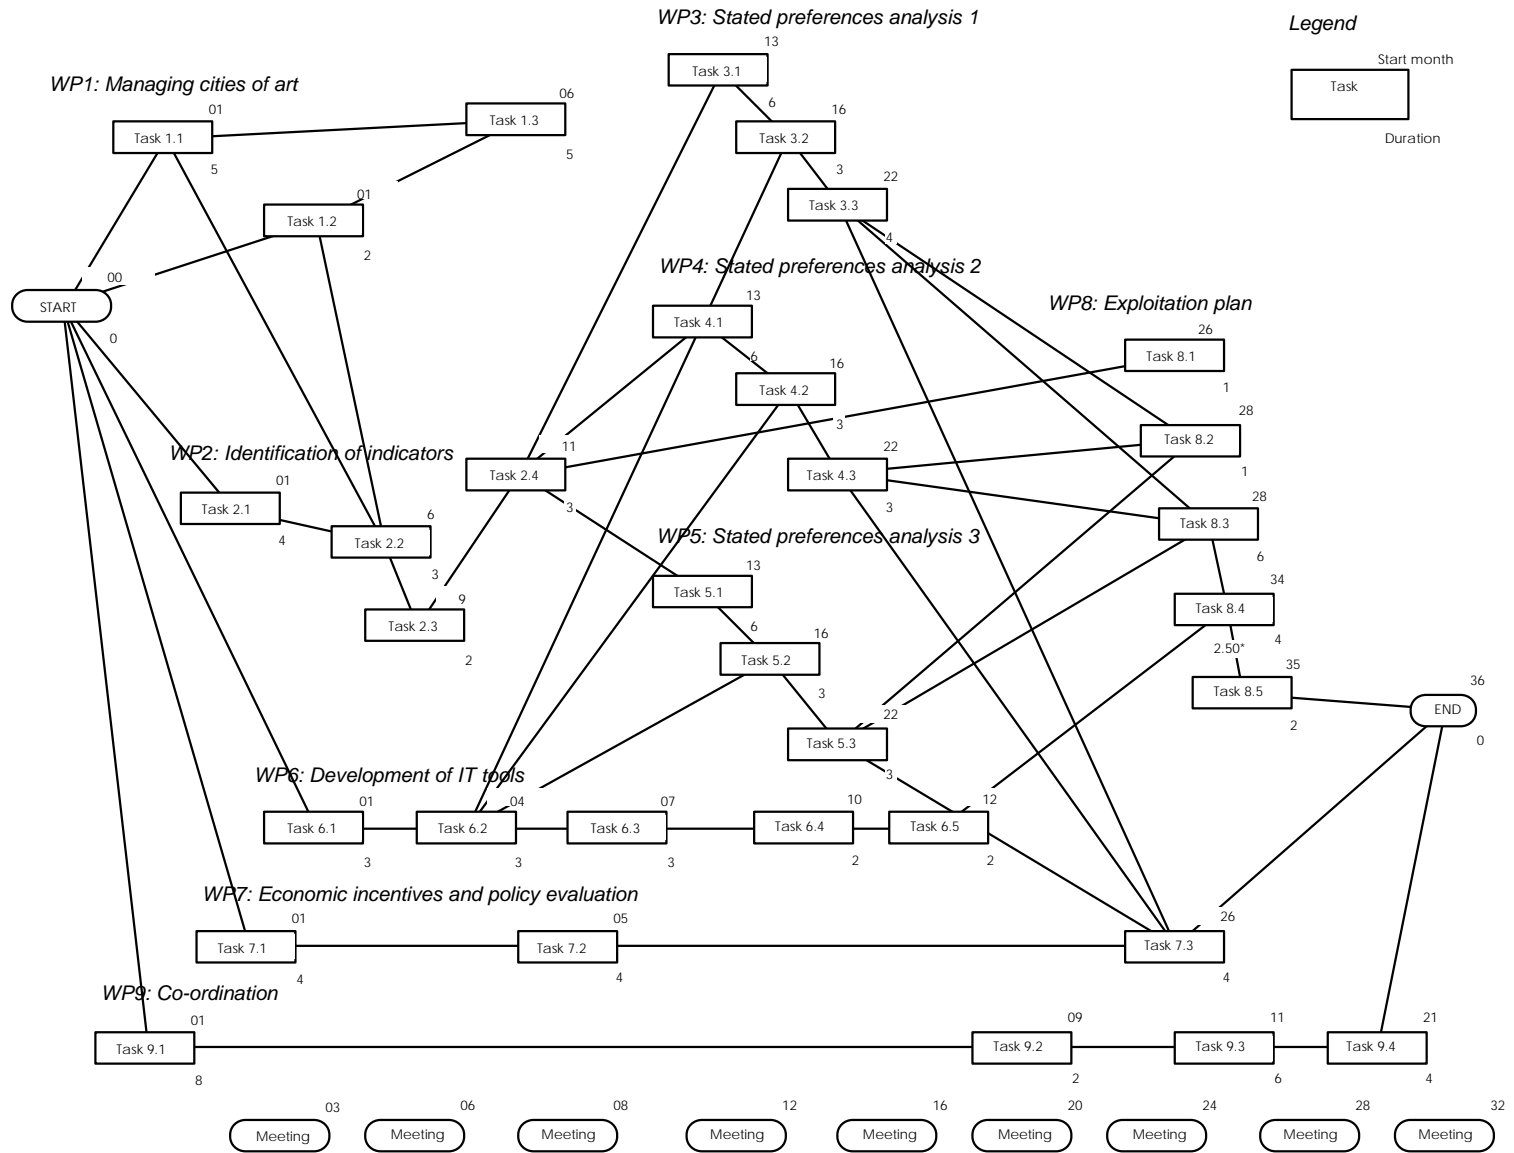 WP3: Stated preferences analysis 1
Legend
13
Start month
Task 3.1
Task
WP1: Managing cities of art
06
01
6
16
Task 1.3
Task 1.1
Task 3.2
Duration
5
5
3
22
01
Task 3.3
Task 1.2
4
2
WP4: Stated preferences analysis 2
00
START
0
13
WP8: Exploitation plan
Task 4.1
26
6
16
Task 8.1
Task 4.2
1
3
28
Task 8.2
11
22
WP2: Identification of indicators
Task 2.4
Task 4.3
1
01
28
Task 2.1
3
3
6
Task 8.3
4
Task 2.2
WP5: Stated preferences analysis 3
6
3
13
34
Task 5.1
9
Task 8.4
Task 2.3
6
16
4
2.50*
2
Task 5.2
35
3
Task 8.5
36
22
END
2
0
Task 5.3
3
WP6: Development of IT tools
01
04
07
10
12
Task 6.1
Task 6.2
Task 6.3
Task 6.4
Task 6.5
3
3
3
2
2
WP7: Economic incentives and policy evaluation
01
05
26
Task 7.1
Task 7.2
Task 7.3
4
4
4
WP9: Co-ordination
01
09
11
21
Task 9.1
Task 9.2
Task 9.3
Task 9.4
8
2
6
4
03
06
08
12
16
20
24
28
32
Meeting
Meeting
Meeting
Meeting
Meeting
Meeting
Meeting
Meeting
Meeting